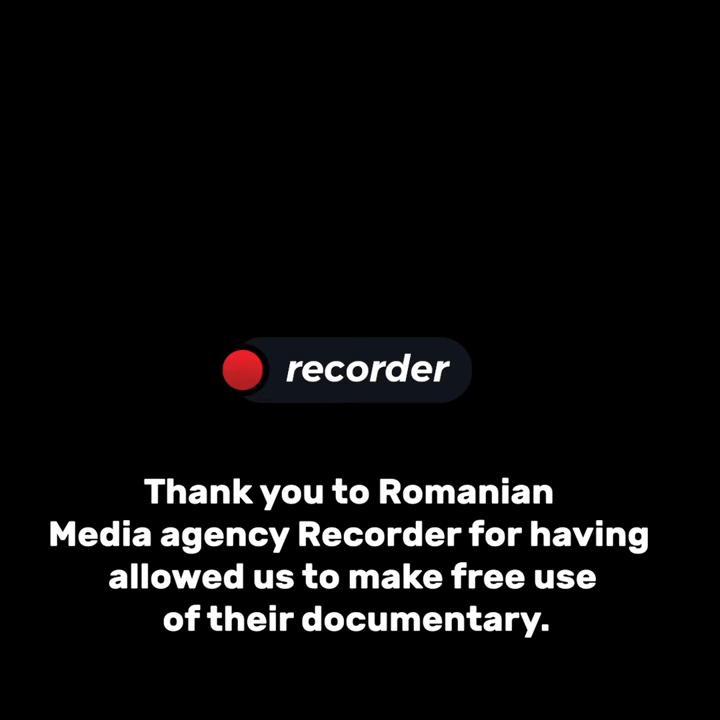 recorder
Thank you to Romanian
Media agency Recorder for having
allowed us to make free use
of their documentary.